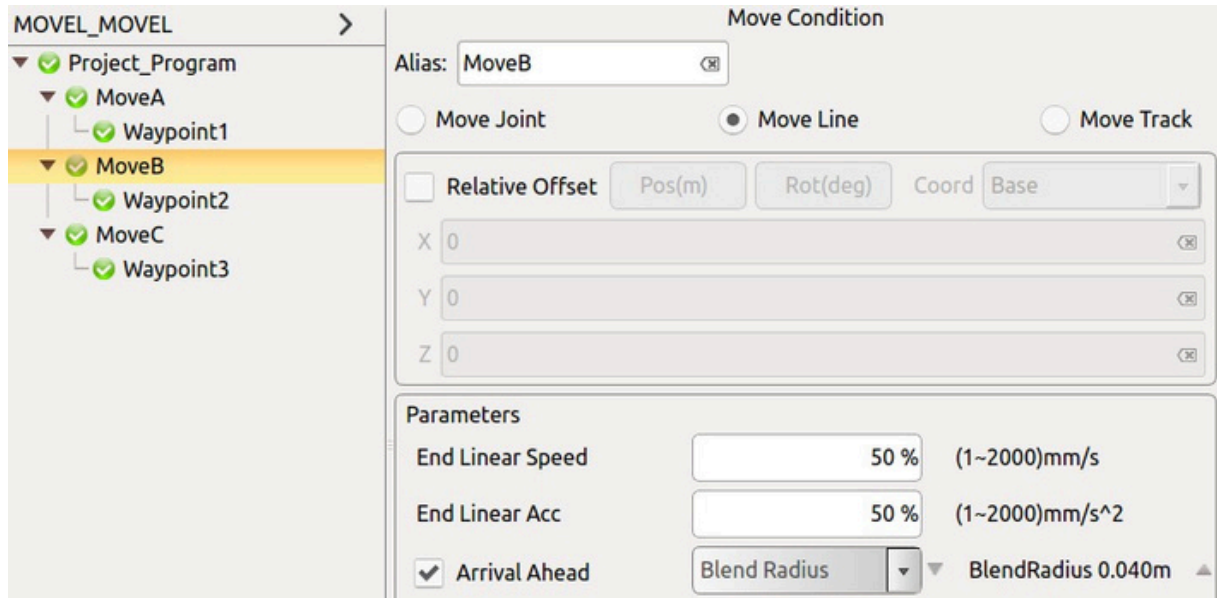 MOVEL_MOVEL
Project_Program
MoveA
Waypoint1
MoveB
Waypoint2
MoveC
Waypoint3
Move Condition
Alias: MoveB
Move Joint Move Line Move Track
Relative Offset Pos(m) Rot(deg) Coord Base
X 0
Y 0
Z 0
Parameters
End Linear Speed 50 % (1~2000)mm/s
End Linear Acc 50 % (1~2000)mm/s^2
Arrival Ahead Blend Radius BlendRadius 0.040m